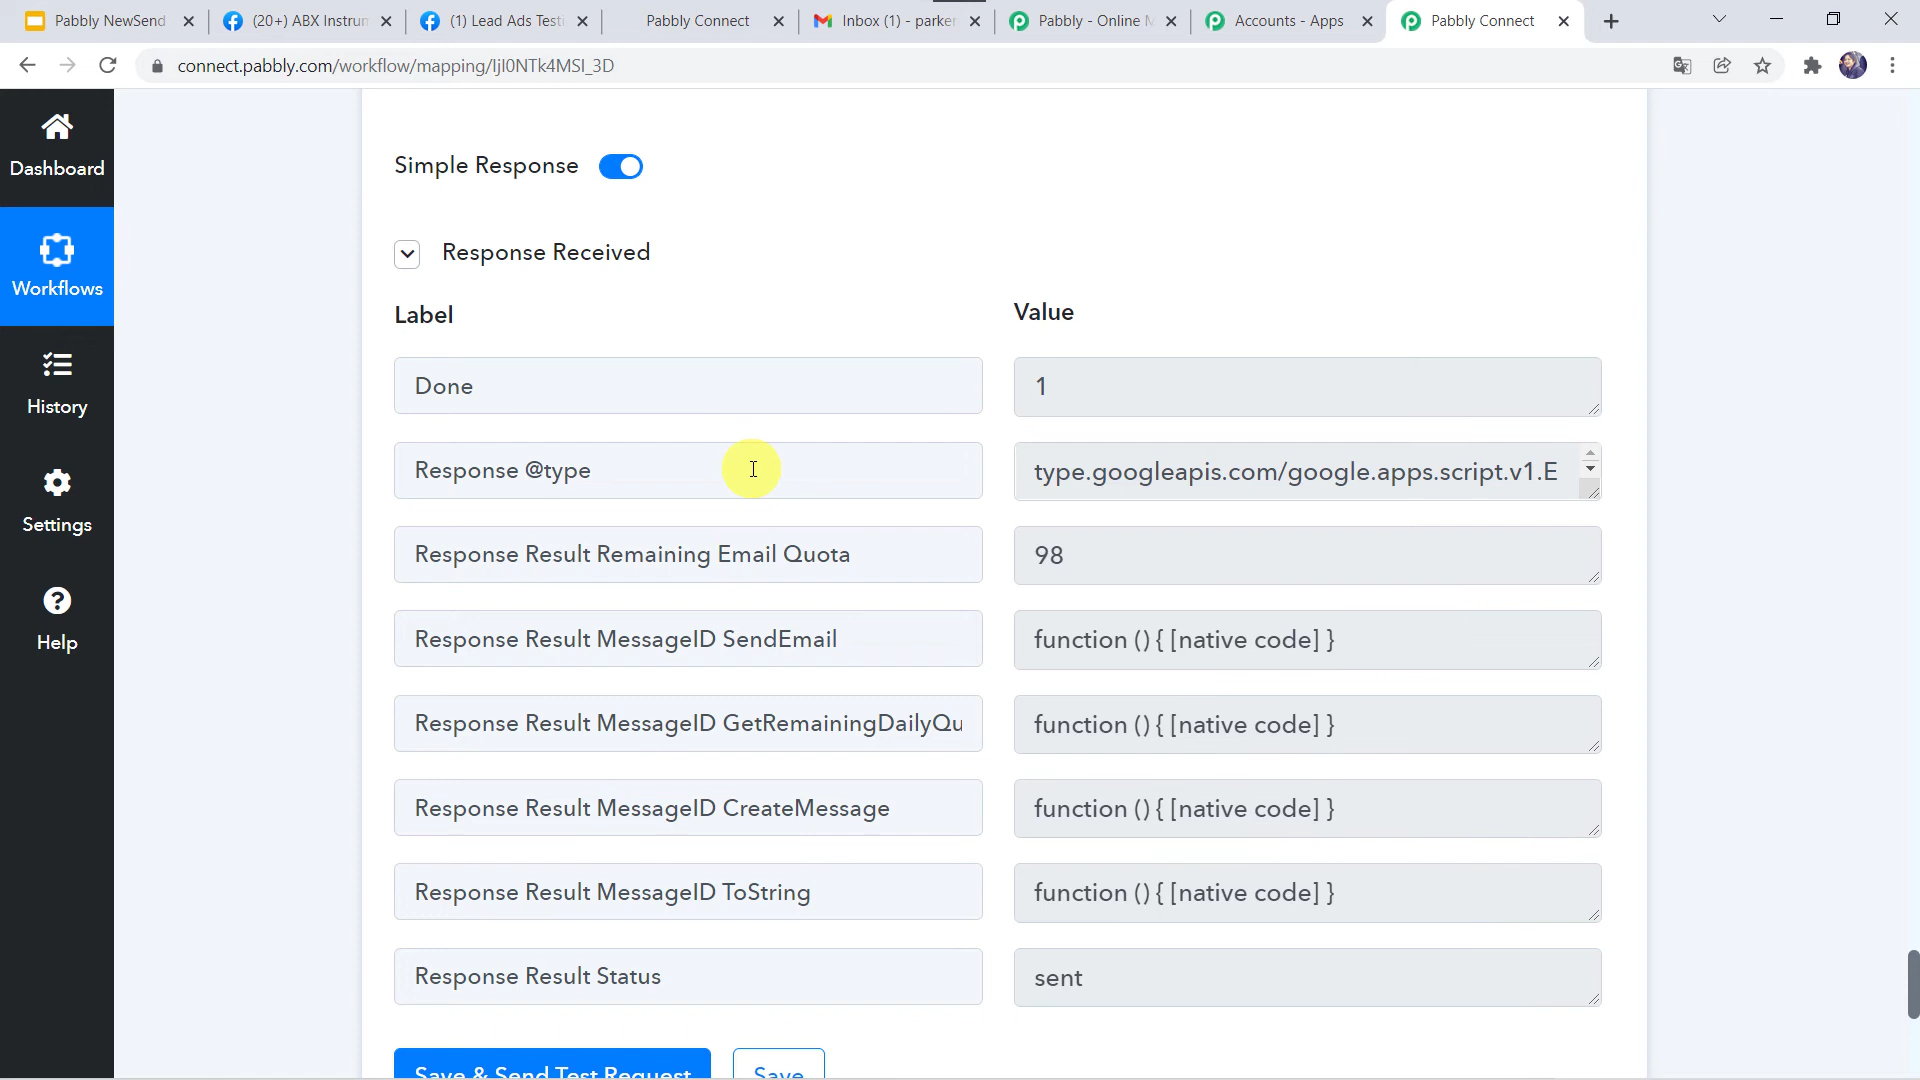 Pabbly NewSend
(20+) ABX Instrum
(1) Lead Ads Testi
Pabbly Connect
Inbox (1) - parker
Pabbly - Online M
Accounts - Apps
Pabbly Connect
connect.pabbly.com/workflow/mapping/IjI0NTk4MSI_3D
Dashboard
Workflows
History
Settings
Help
Simple Response
Response Received
Label Value
Done 1
Response @type type.googleapis.com/google.apps.script.v1.E
Response Result Remaining Email Quota 98
Response Result MessageID SendEmail function () { [native code] }
Response Result MessageID GetRemainingDailyQu function () { [native code] }
Response Result MessageID CreateMessage function () { [native code] }
Response Result MessageID ToString function () { [native code] }
Response Result Status sent
Save & Send Test Request Save